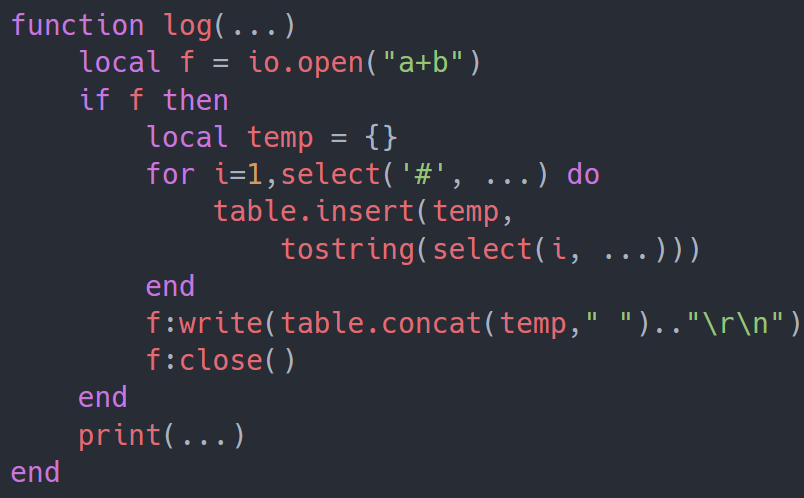 function log(...)
    local f = io.open("a+b")
    if f then
        local temp = {}
        for i=1,select('#', ...) do
            table.insert(temp,
                tostring(select(i, ...)))
        end
        f:write(table.concat(temp," ").."\r\n")
        f:close()
    end
    print(...)
end